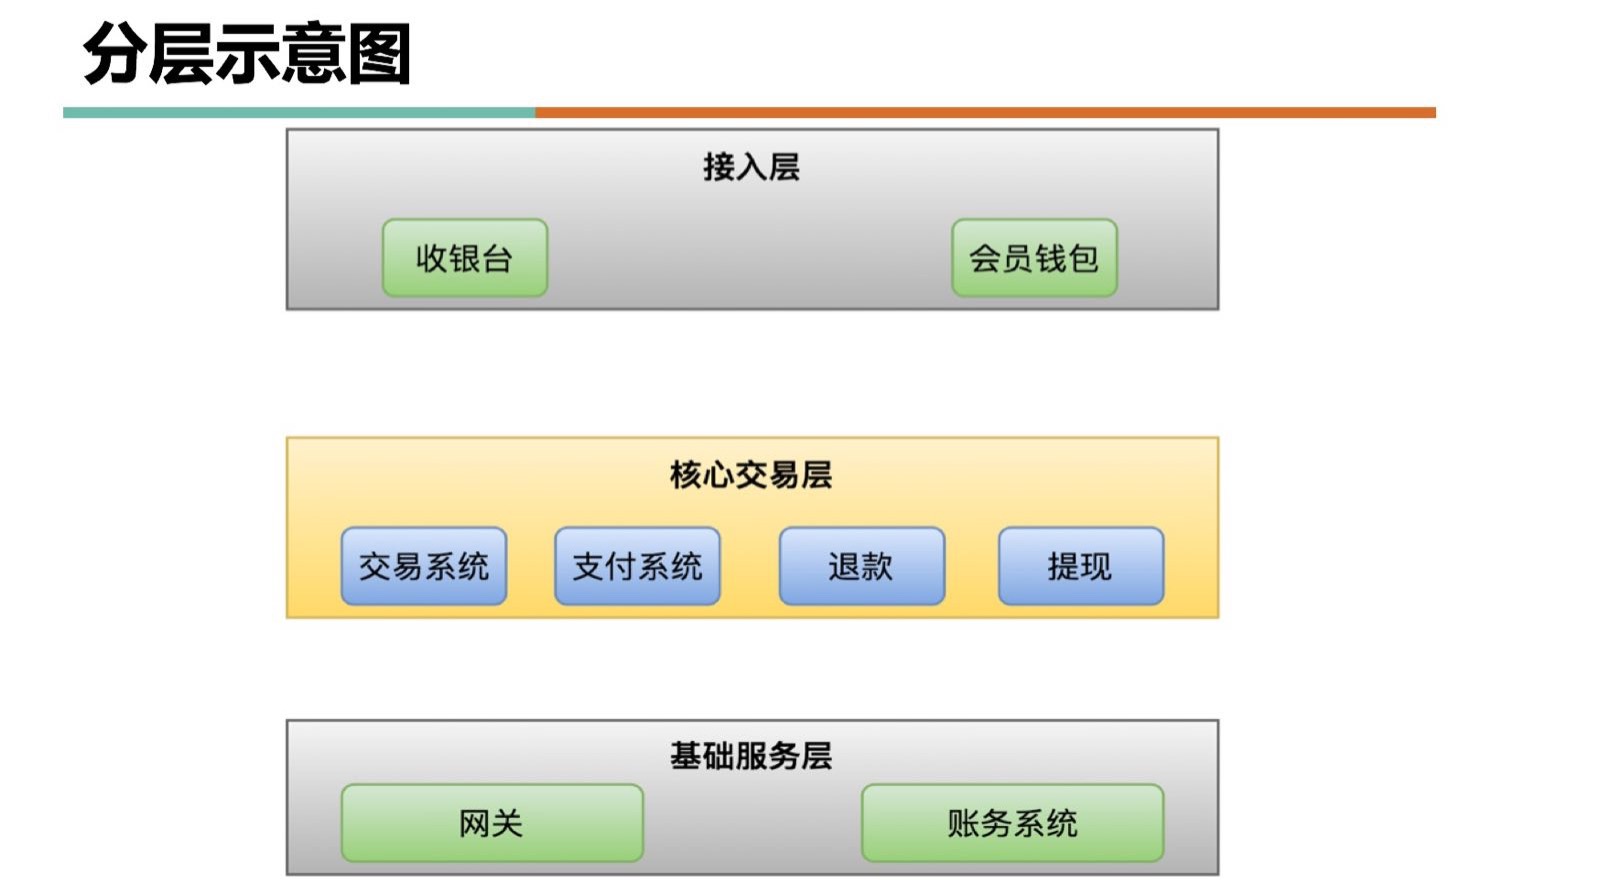 分层示意图
接入层
收银台 会员钱包
核心交易层
交易系统 支付系统 退款 提现
基础服务层
网关 账务系统